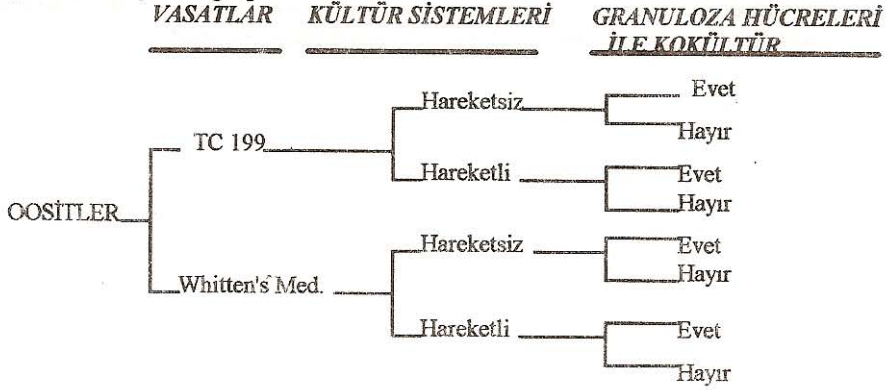 VASATLAR KÜLTÜR SİSTEMLERİ GRANULOZA HÜCRELERİ
İLE KOKÜLTÜR
Evet
Hareketsiz
Hayır
TC 199
Hareketli Evet
Hayır
OOSİTLER
Hareketsiz Evet
Hayır
Whitten's Med.
Hareketli Evet
Hayır